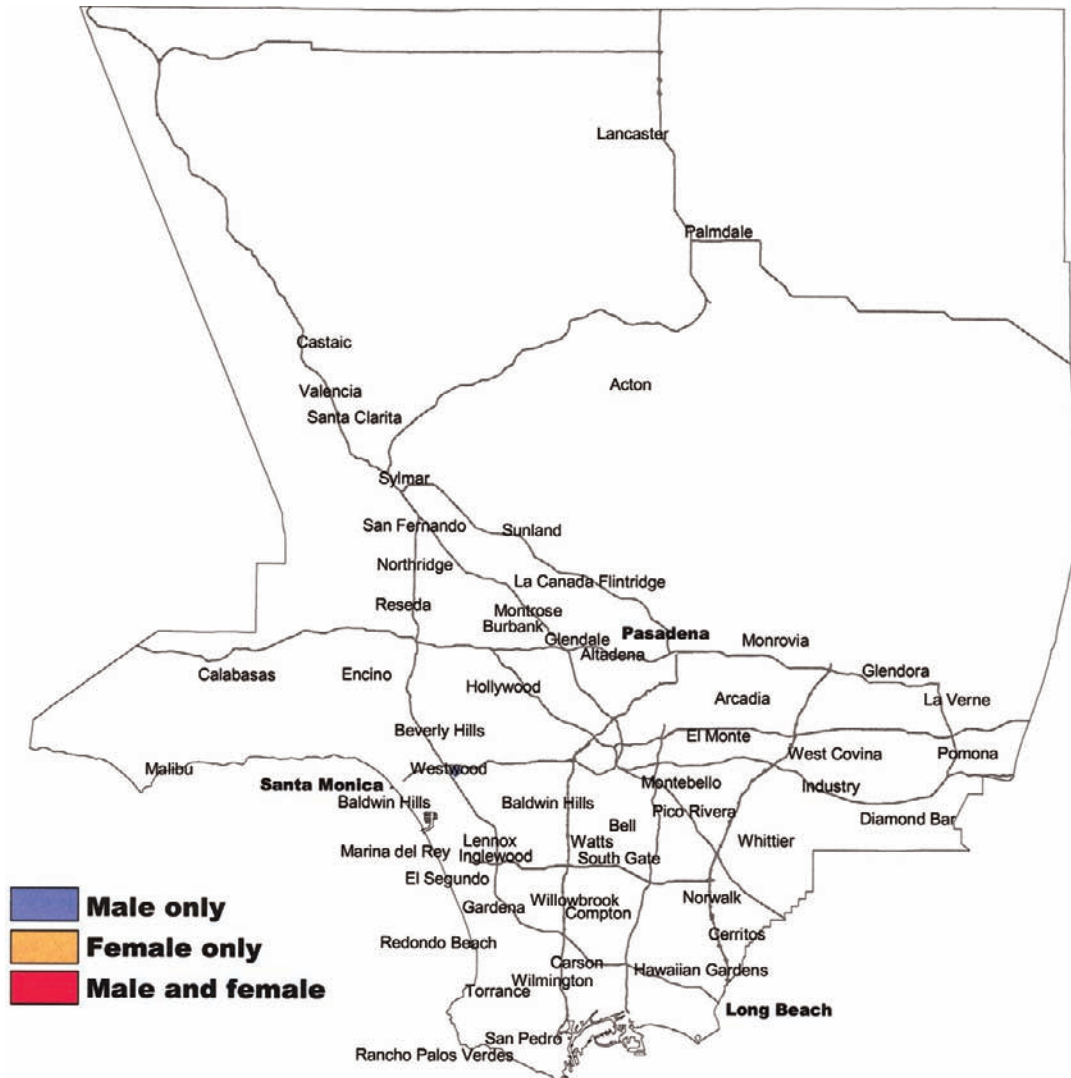 Lancaster
Palmdale
Castaic
Acton
Valencia
Santa Clarita
Sylmar
San Fernando
Sunland
Northridge
La Canada Flintridge
Reseda
Montrose
Burbank
Glendale
Pasadena
Monrovia
Altadena
Calabasas
Encino
Hollywood
Arcadia
Glendora
La Verne
Beverly Hills
El Monte
West Covina
Pomona
Malibu
Westwood
Santa Monica
Montebello
Industry
Baldwin Hills
Baldwin Hills
Pico Rivera
Diamond Bar
Bell
Marina del Rey
Lennox
Watts
Whittier
Inglewood
South Gate
El Segundo
Gardena
Willowbrook
Compton
Norwalk
Redondo Beach
Cerritos
Carson
Hawaiian Gardens
Wilmington
Torrance
Long Beach
San Pedro
Rancho Palos Verdes
Male only
Female only
Male and female